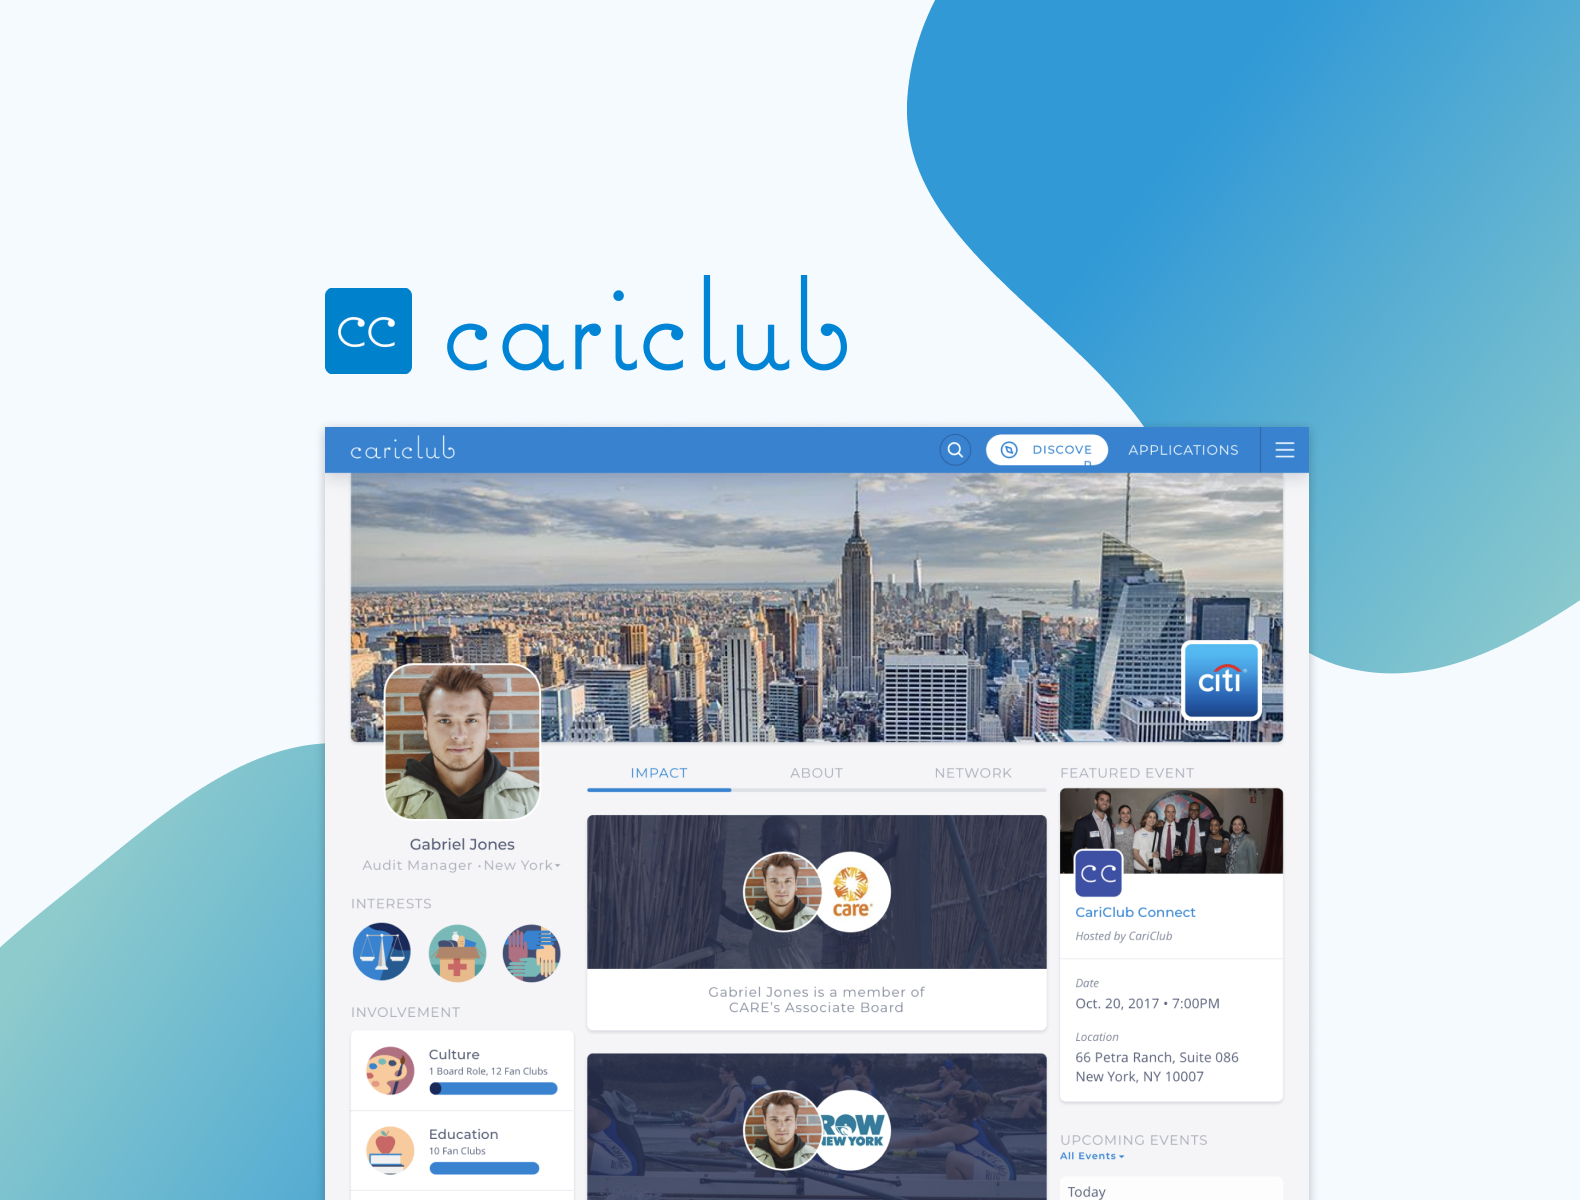 cc cariclub
cariclub
DISCOVE
R
APPLICATIONS
citi
IMPACT
ABOUT
NETWORK
FEATURED EVENT
Gabriel Jones
Audit Manager · New York
INTERESTS
INVOLVEMENT
Culture
1 Board Role, 12 Fan Clubs
Education
10 Fan Clubs
care
Gabriel Jones is a member of
CARE's Associate Board
ROW
NEW YORK
CC
CariClub Connect
Hosted by CariClub
Date
Oct. 20, 2017 • 7:00PM
Location
66 Petra Ranch, Suite 086
New York, NY 10007
UPCOMING EVENTS
All Events
Today